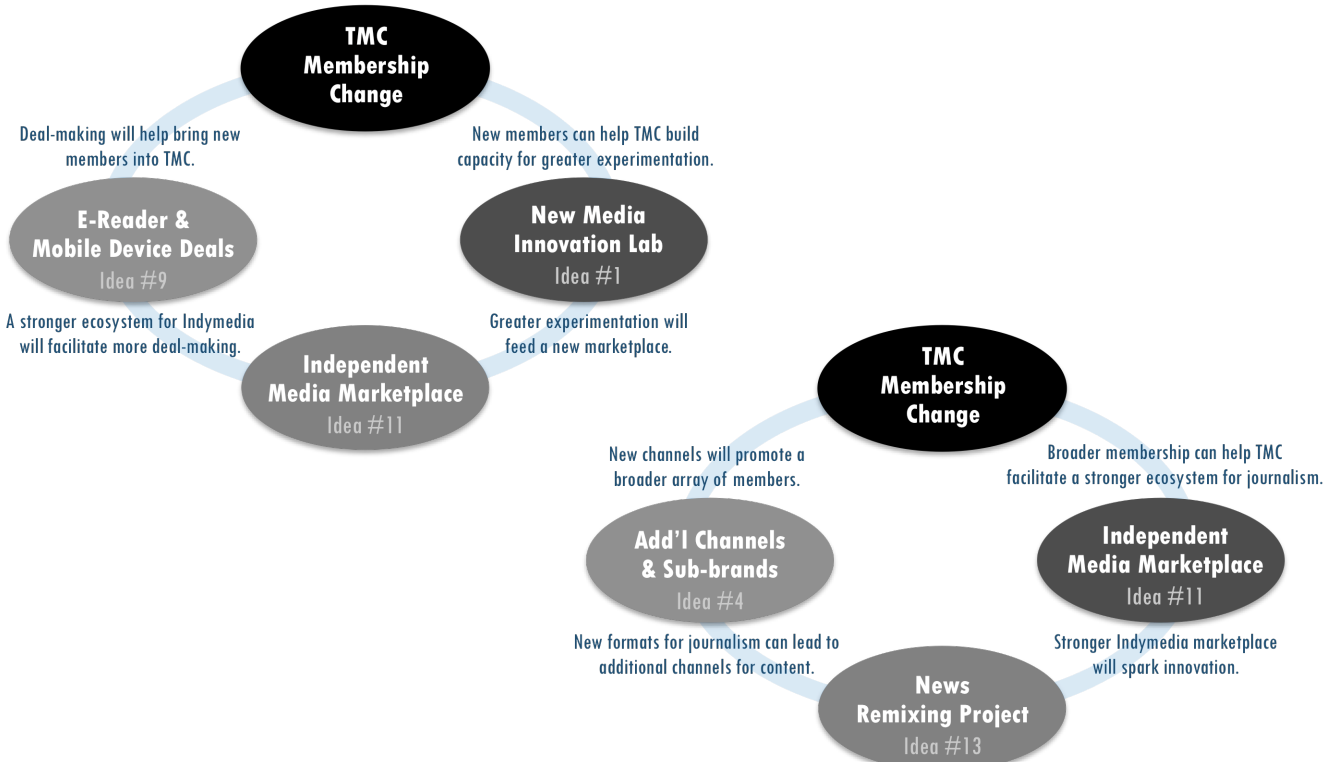 TMC
Membership
Change
Deal-making will help bring new
members into TMC.
New members can help TMC build
capacity for greater experimentation.
E-Reader &
Mobile Device Deals
Idea #9
New Media
Innovation Lab
Idea #1
A stronger ecosystem for Indymedia
will facilitate more deal-making.
Greater experimentation will
feed a new marketplace.
Independent
Media Marketplace
Idea #11
TMC
Membership
Change
New channels will promote a
broader array of members.
Broader membership can help TMC
facilitate a stronger ecosystem for journalism.
Add'l Channels
& Sub-brands
Idea #4
Independent
Media Marketplace
Idea #11
New formats for journalism can lead to
additional channels for content.
Stronger Indymedia marketplace
will spark innovation.
News
Remixing Project
Idea #13